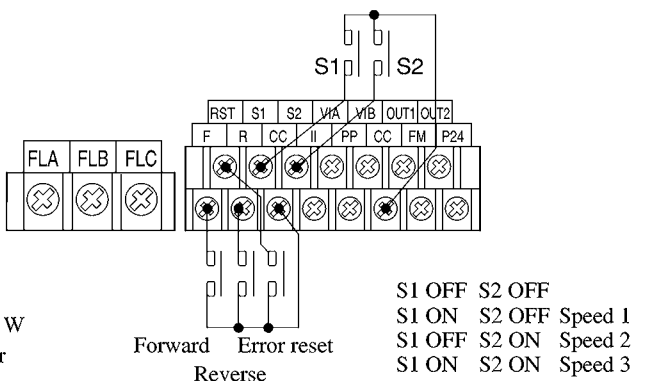 S1 S2
RST S1 S2 VIA VIB OUT1 OUT2
F R CC II PP CC FM P24
FLA FLB FLC
W
r
Forward Error reset
Reverse
S1 OFF S2 OFF
S1 ON S2 OFF Speed 1
S1 OFF S2 ON Speed 2
S1 ON S2 ON Speed 3